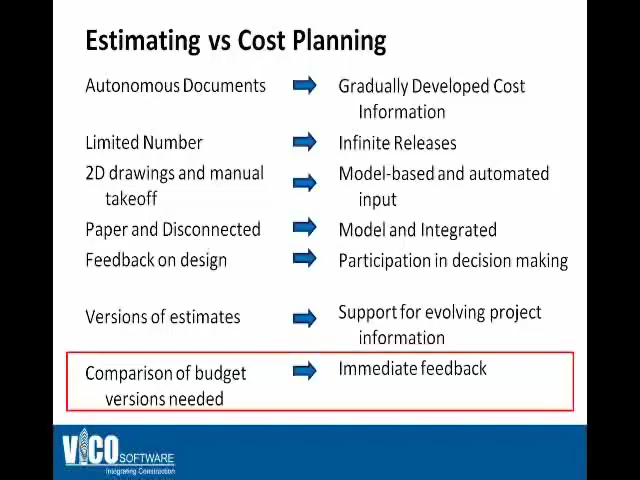 Estimating vs Cost Planning
Autonomous Documents
Gradually Developed Cost
Information
Limited Number
Infinite Releases
2D drawings and manual
takeoff
Model-based and automated
input
Paper and Disconnected
Model and Integrated
Feedback on design
Participation in decision making
Versions of estimates
Support for evolving project
information
Comparison of budget
versions needed
Immediate feedback
VICO SOFTWARE
Integrating Construction